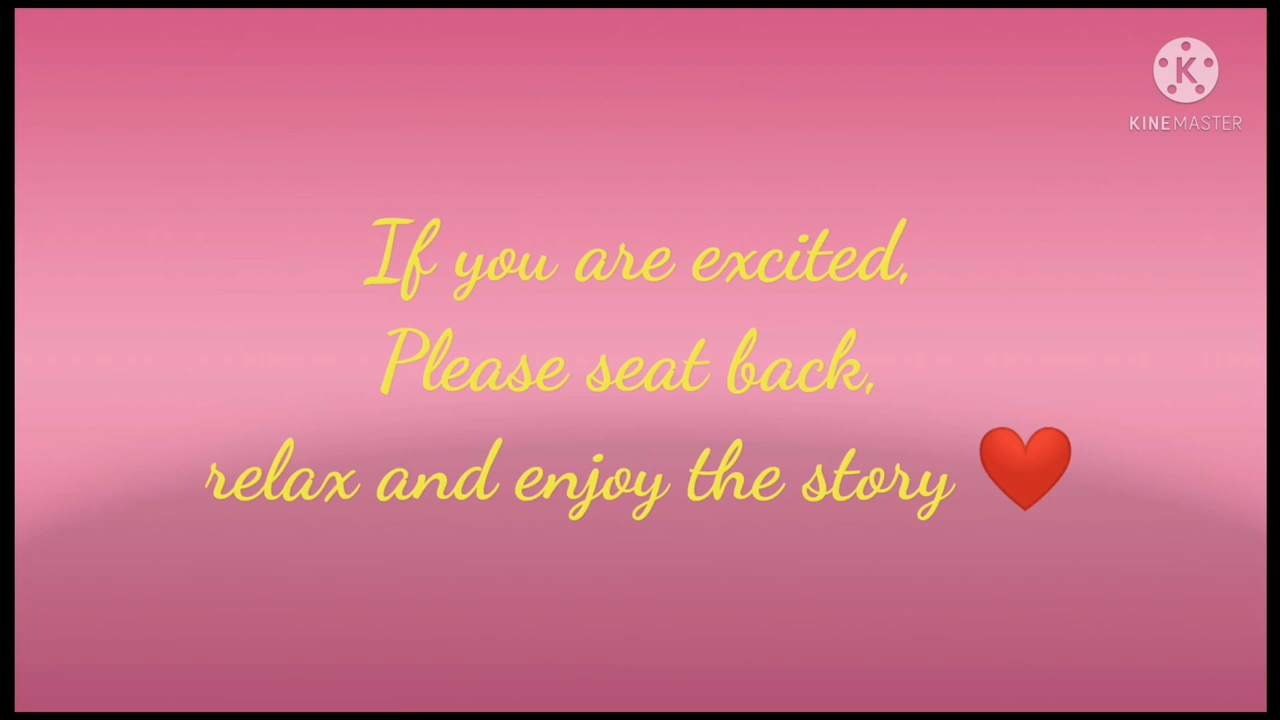 K
KINEMASTER
If you are excited,
Please seat back,
relax and enjoy the story ❤️